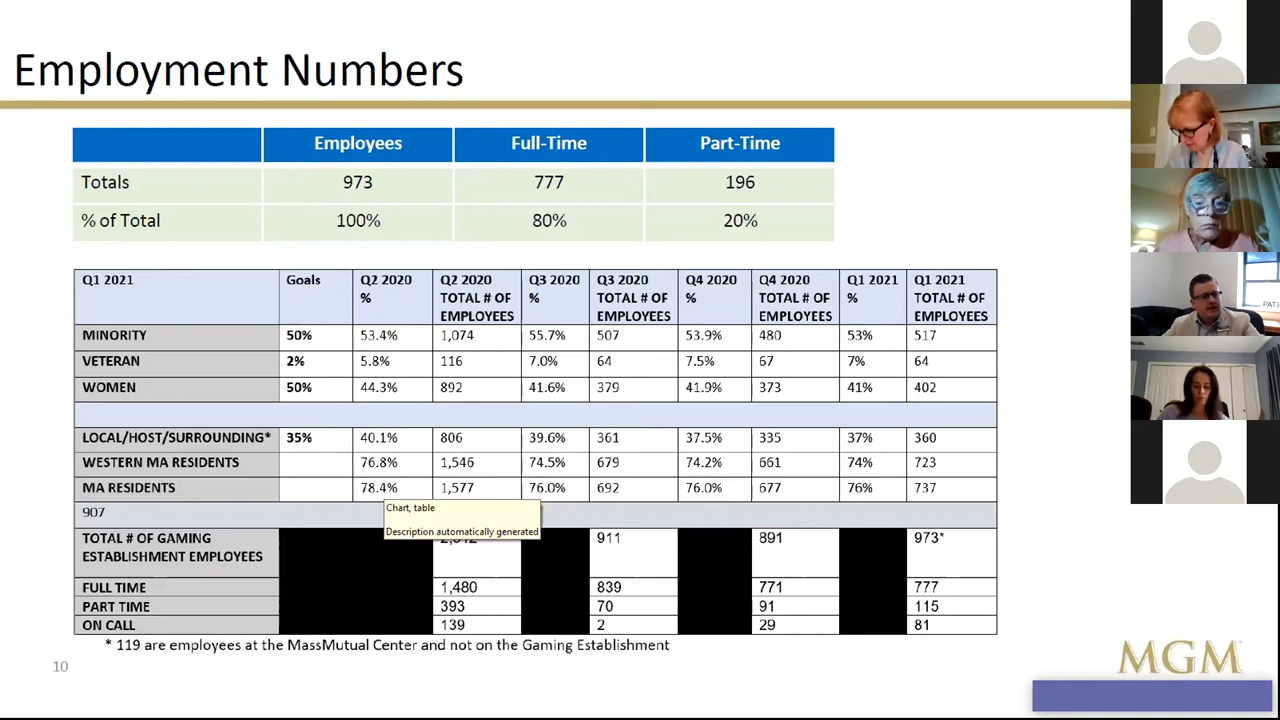 Employment Numbers
Employees Full-Time Part-Time
Totals 973 777 196
% of Total 100% 80% 20%
Q1 2021 Goals Q2 2020 % Q2 2020 TOTAL # OF EMPLOYEES Q3 2020 % Q3 2020 TOTAL # OF EMPLOYEES Q4 2020 % Q4 2020 TOTAL # OF EMPLOYEES Q1 2021 % Q1 2021 TOTAL # OF EMPLOYEES
MINORITY 50% 53.4% 1,074 55.7% 507 53.9% 480 53% 517
VETERAN 2% 5.8% 116 7.0% 64 7.5% 67 7% 64
WOMEN 50% 44.3% 892 41.6% 379 41.9% 373 41% 402
LOCAL/HOST/SURROUNDING* 35% 40.1% 806 39.6% 361 37.5% 335 37% 360
WESTERN MA RESIDENTS 76.8% 1,546 74.5% 679 74.2% 661 74% 723
MA RESIDENTS 78.4% 1,577 76.0% 692 76.0% 677 76% 737
907
Chart, table
Description automatically generated
TOTAL # OF GAMING ESTABLISHMENT EMPLOYEES 911 891 973*
FULL TIME 1,480 839 771 777
PART TIME 393 70 91 115
ON CALL 139 2 29 81
* 119 are employees at the MassMutual Center and not on the Gaming Establishment
10
MGM